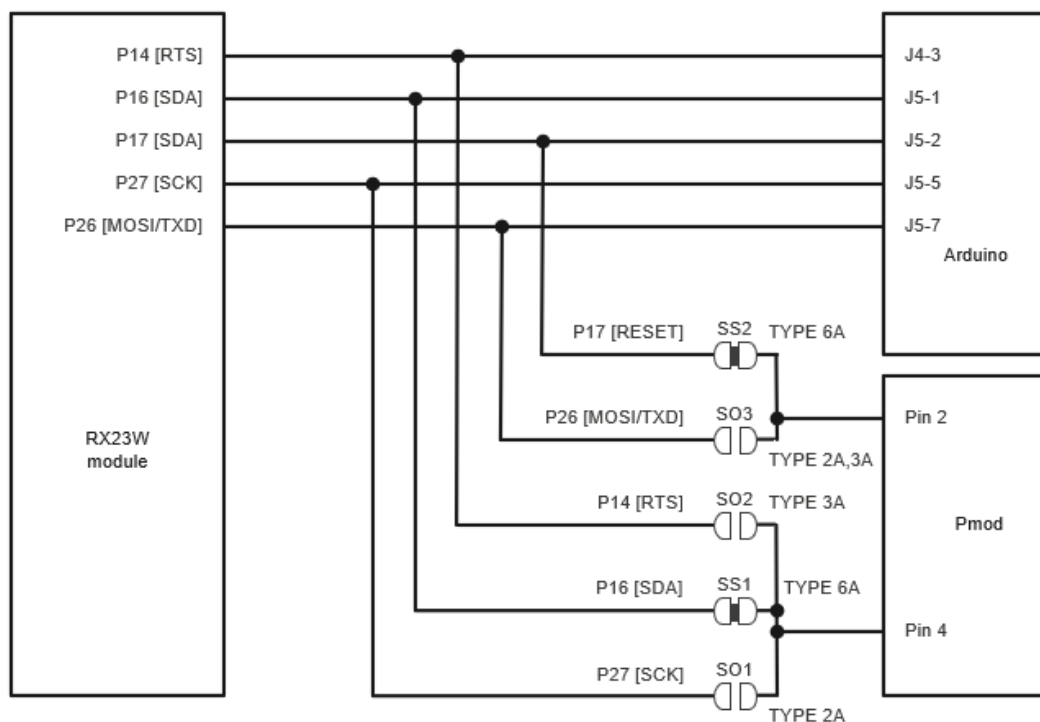 P14 [RTS]
J4-3
P16 [SDA]
J5-1
P17 [SDA]
J5-2
P27 [SCK]
J5-5
P26 [MOSI/TXD]
J5-7
Arduino
P17 [RESET]
SS2
TYPE 6A
P26 [MOSI/TXD]
SO3
Pin 2
TYPE 2A,3A
RX23W
module
P14 [RTS]
SO2
TYPE 3A
Pmod
P16 [SDA]
SS1
TYPE 6A
Pin 4
P27 [SCK]
SO1
TYPE 2A